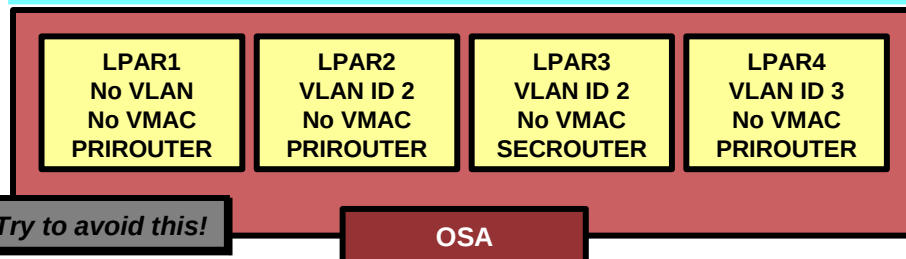 LPAR1
No VLAN
No VMAC
PRIROUTER
LPAR2
VLAN ID 2
No VMAC
PRIROUTER
LPAR3
VLAN ID 2
No VMAC
SECROUTER
LPAR4
VLAN ID 3
No VMAC
PRIROUTER
Try to avoid this!
OSA